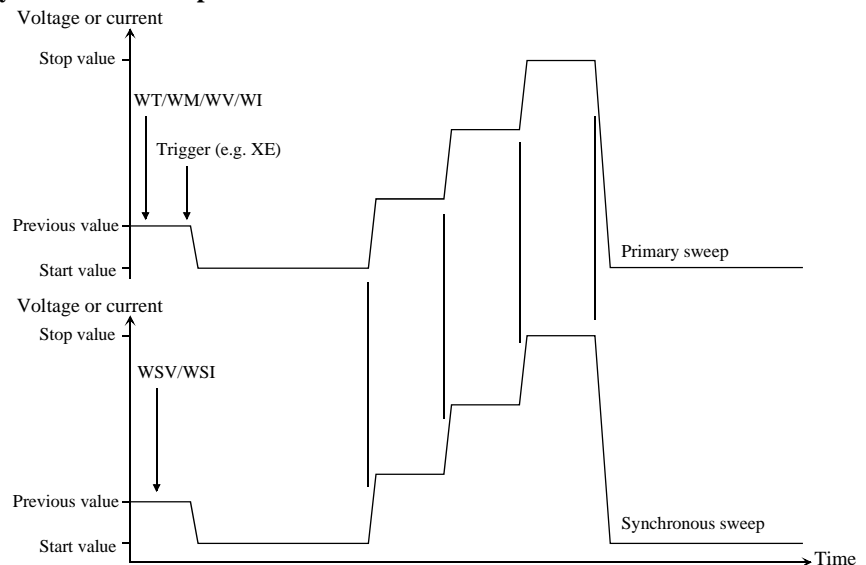 Voltage or current
Stop value
WT/WM/WV/WI
Trigger (e.g. XE)
Previous value
Start value
Primary sweep
Voltage or current
Stop value
WSV/WSI
Previous value
Start value
Synchronous sweep
Time